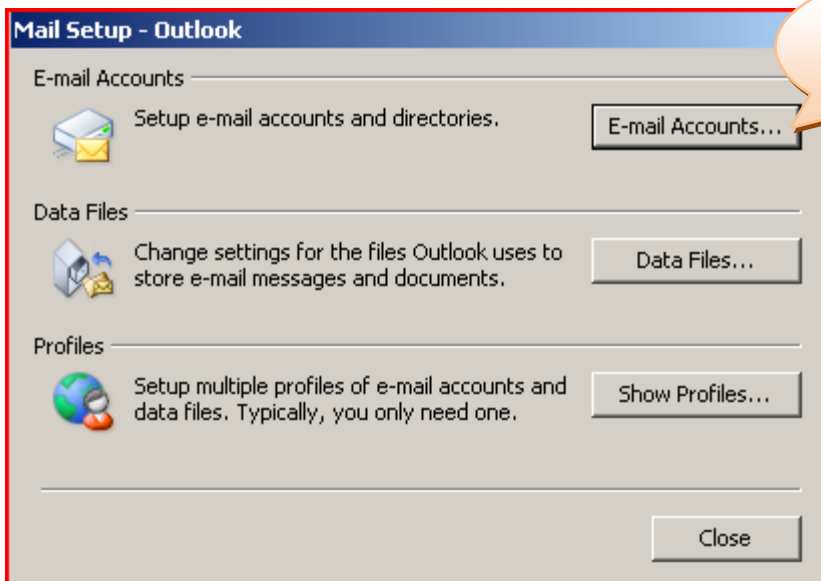 Mail Setup - Outlook
E-mail Accounts
Setup e-mail accounts and directories.
E-mail Accounts...
Data Files
Change settings for the files Outlook uses to
store e-mail messages and documents.
Data Files...
Profiles
Setup multiple profiles of e-mail accounts and
data files. Typically, you only need one.
Show Profiles...
Close